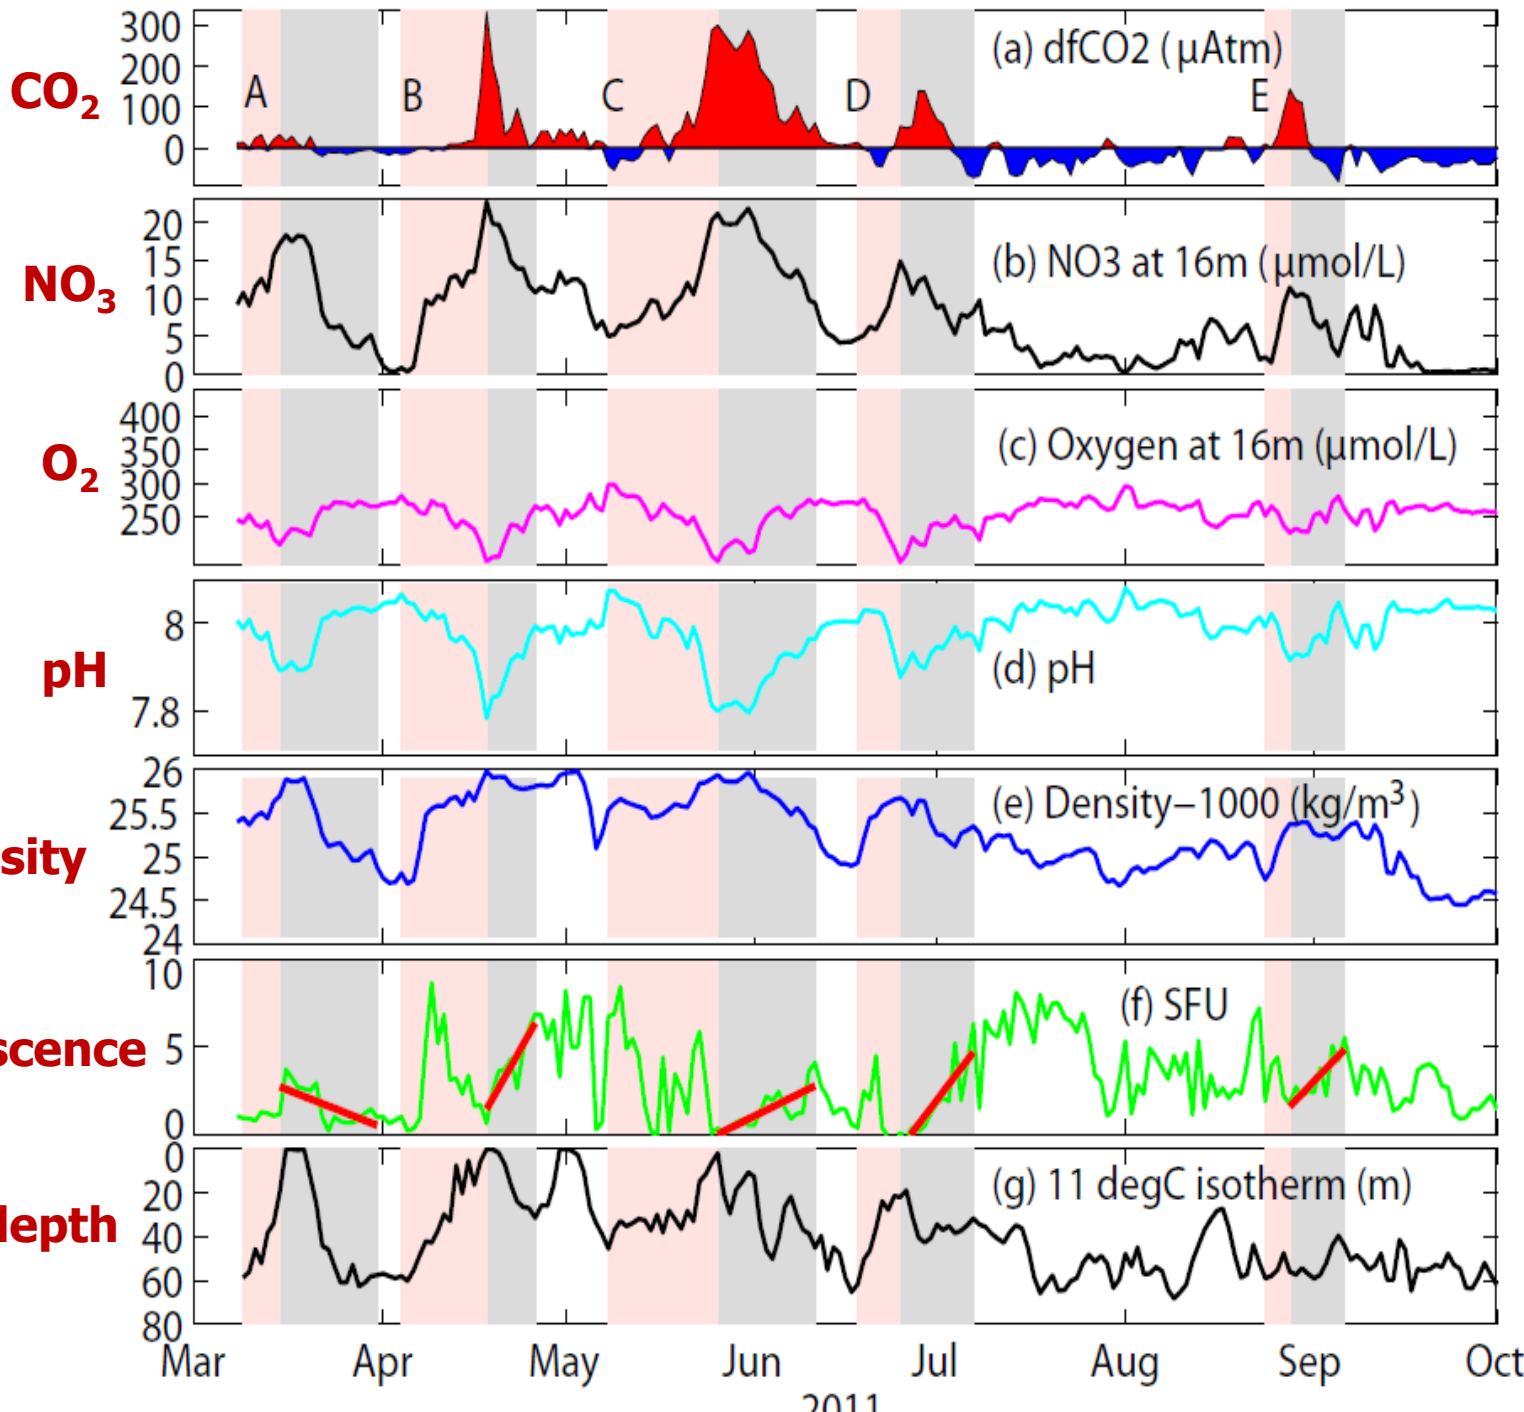 CO2
300
200
100
0
A
B
C
D
E
(a) dfCO2 (µAtm)
NO3
20
15
10
5
0
(b) NO3 at 16m (µmol/L)
O2
400
350
300
250
(c) Oxygen at 16m (µmol/L)
pH
8
7.8
(d) pH
sity
26
25.5
25
24.5
24
(e) Density−1000 (kg/m³)
scence
10
5
0
(f) SFU
depth
0
20
40
60
80
(g) 11 degC isotherm (m)
Mar Apr May Jun Jul Aug Sep Oct
2011